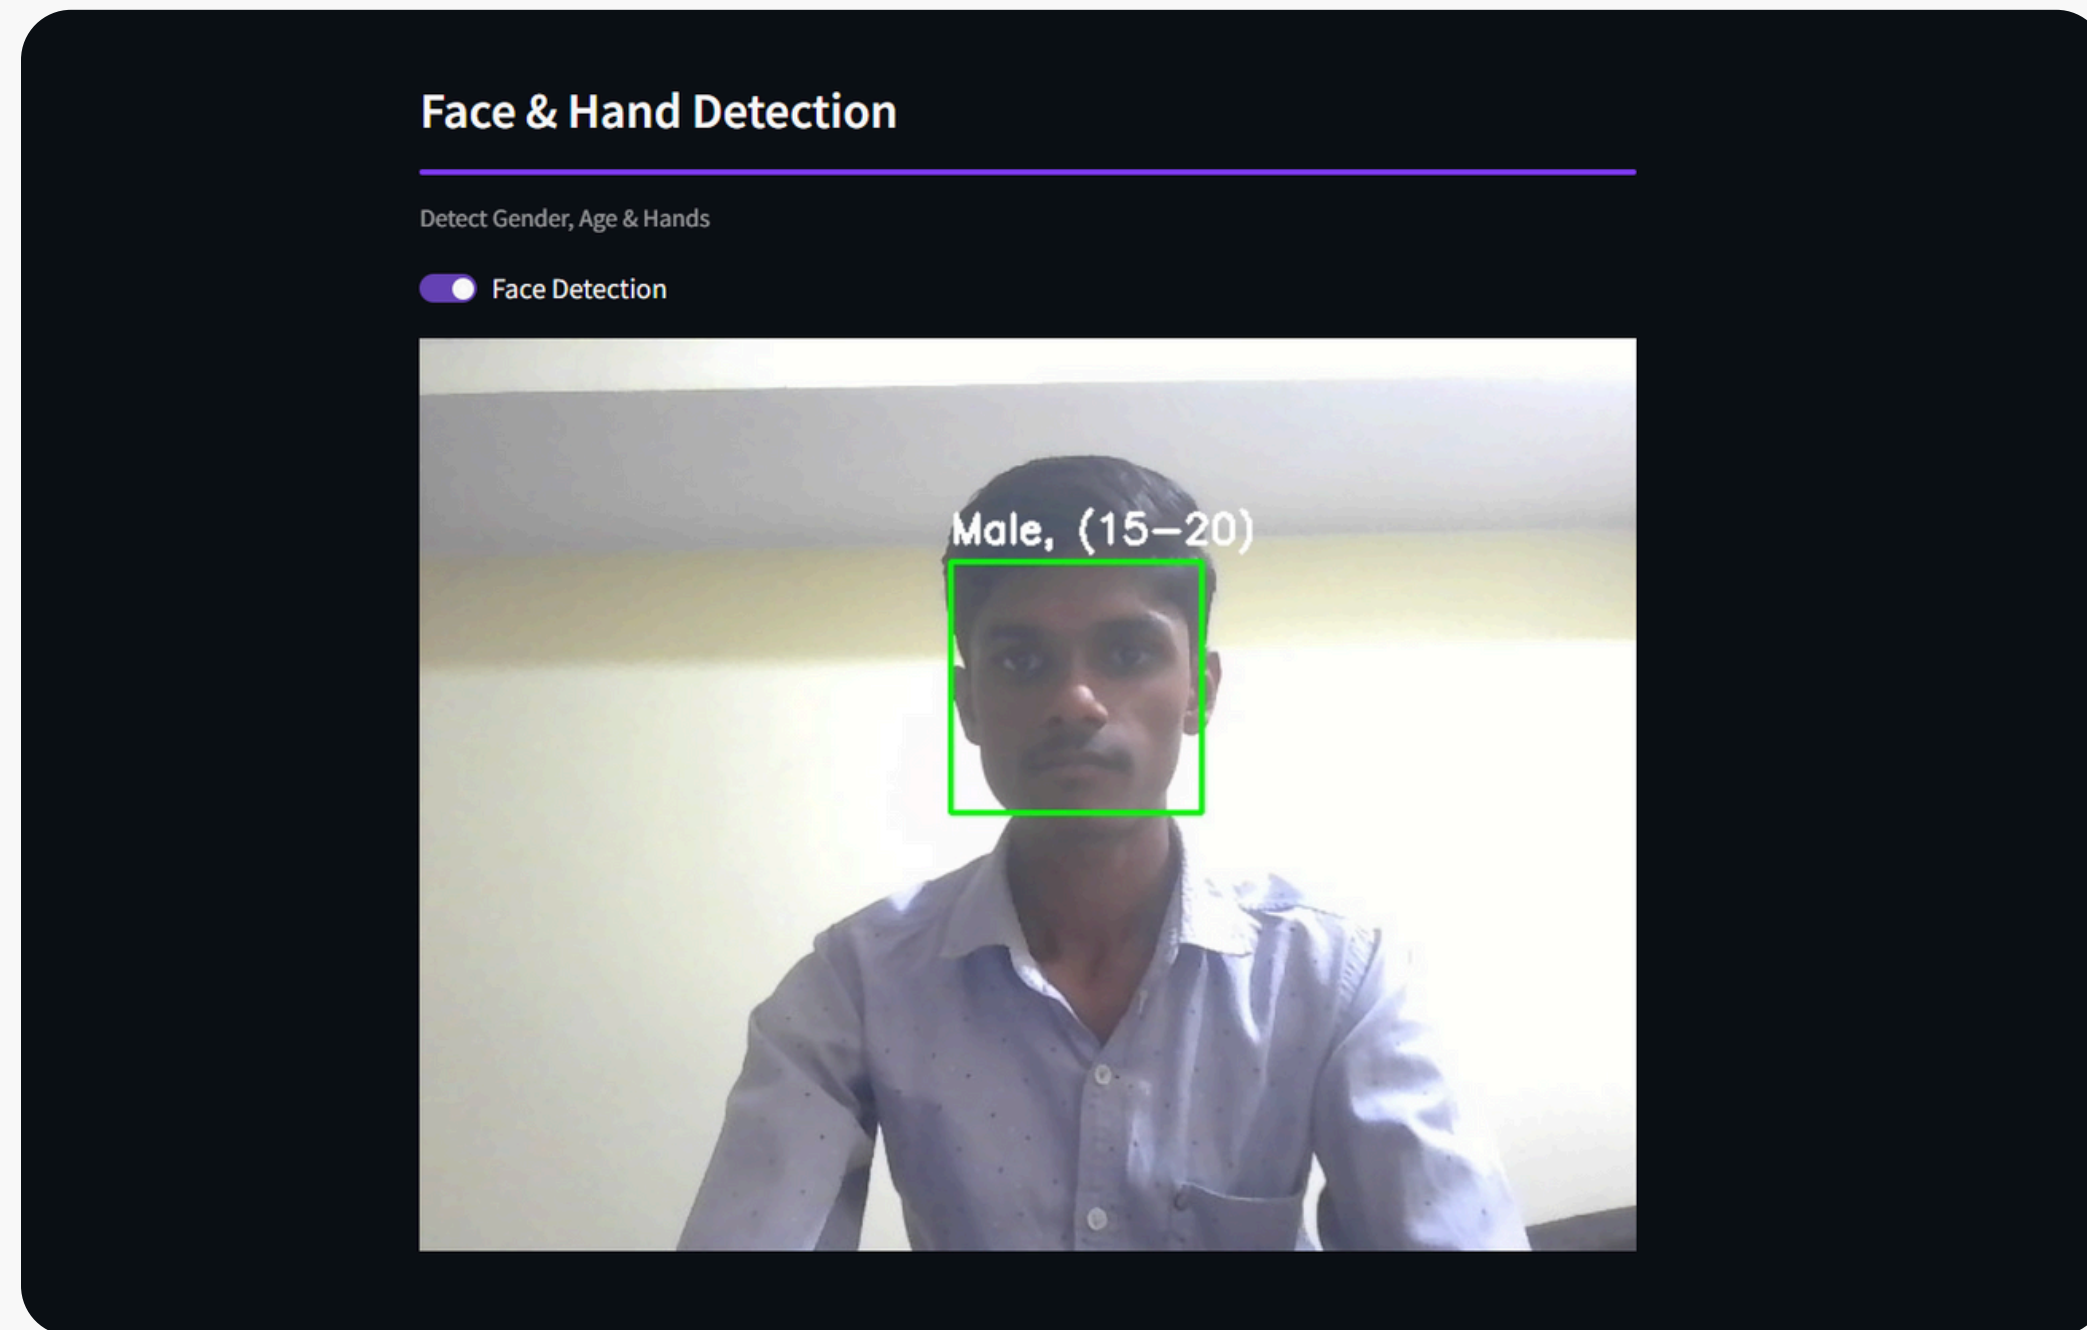 Face & Hand Detection
Detect Gender, Age & Hands
Face Detection
Male, (15-20)